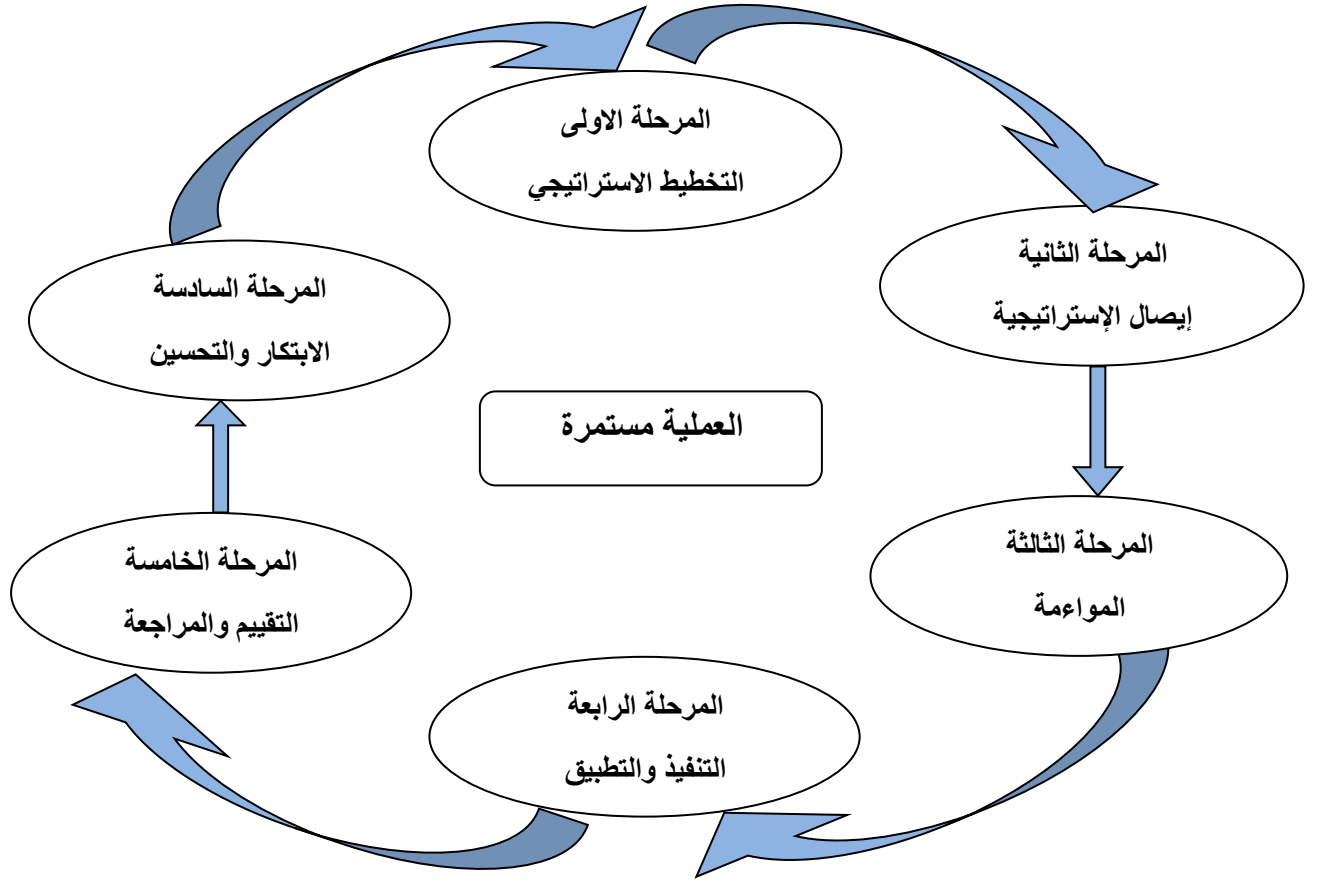 المرحلة الاولى
التخطيط الاستراتيجي
المرحلة الثانية
إيصال الإستراتيجية
المرحلة الثالثة
المواءمة
المرحلة الرابعة
التنفيذ والتطبيق
المرحلة الخامسة
التقييم والمراجعة
المرحلة السادسة
الابتكار والتحسين
العملية مستمرة